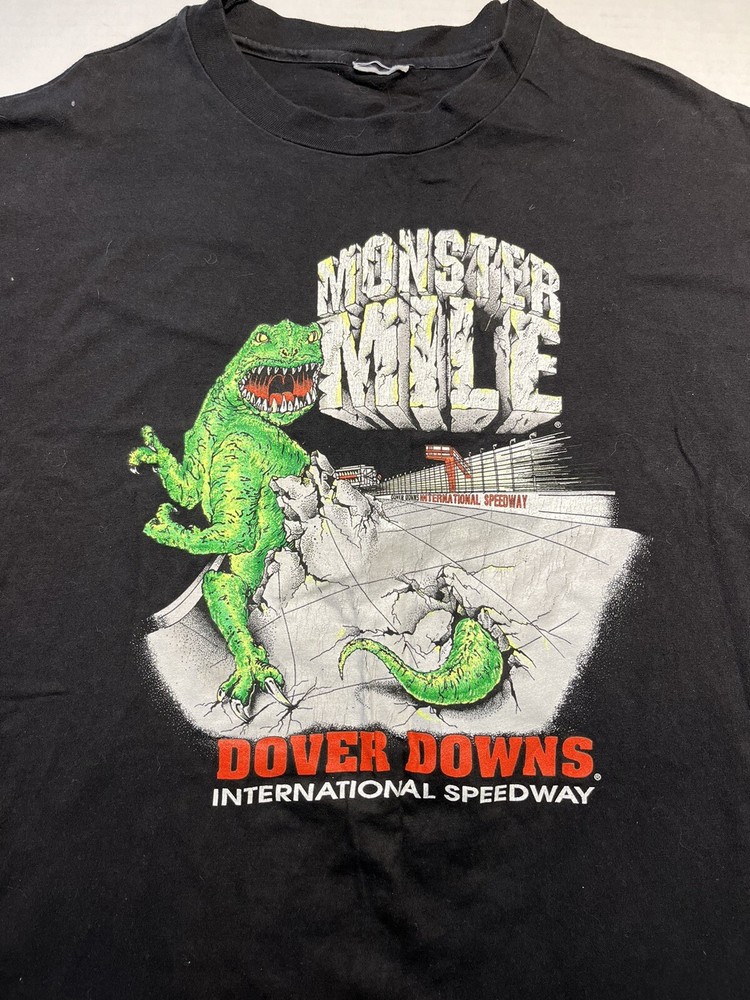 MONSTER
MILE
®
DOVER DOWNS INTERNATIONAL SPEEDWAY
DOVER DOWNS®
INTERNATIONAL SPEEDWAY